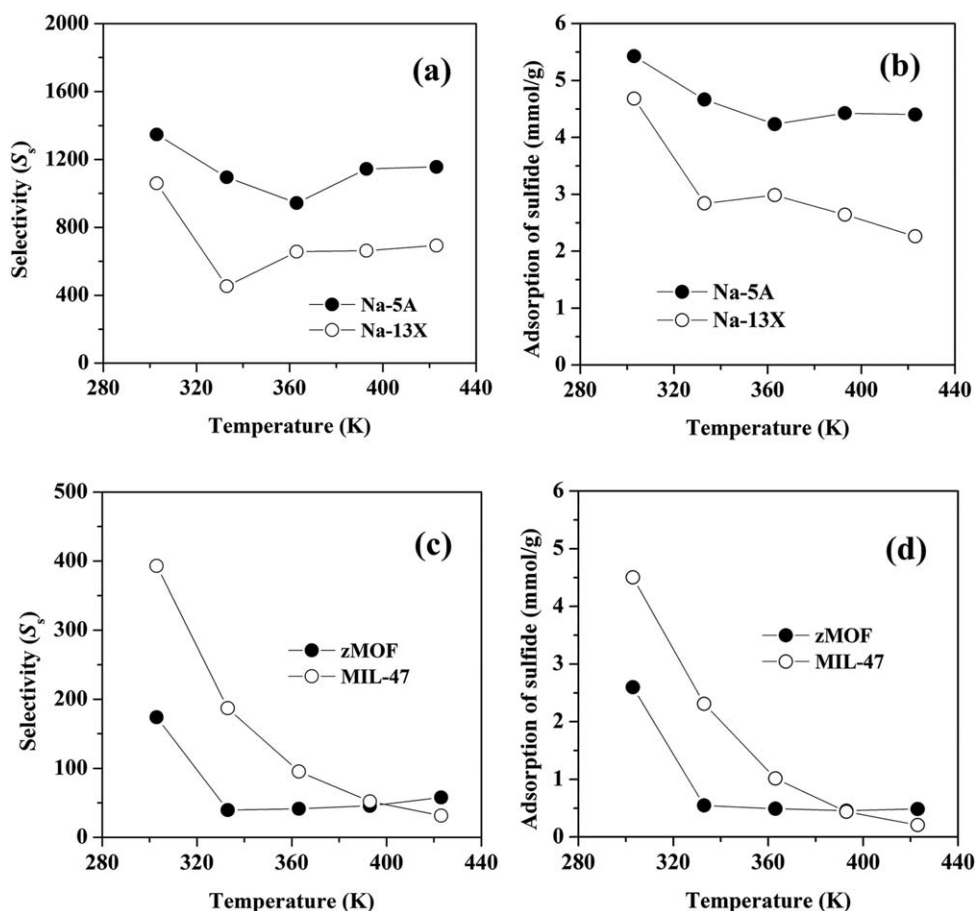 2000
1600
1200
800
400
0
Selectivity (Ss)
(a)
Na-5A
Na-13X
280 320 360 400 440
Temperature (K)
6
5
4
3
2
1
0
Adsorption of sulfide (mmol/g)
(b)
Na-5A
Na-13X
280 320 360 400 440
Temperature (K)
500
400
300
200
100
0
Selectivity (Ss)
(c)
zMOF
MIL-47
280 320 360 400 440
Temperature (K)
6
5
4
3
2
1
0
Adsorption of sulfide (mmol/g)
(d)
zMOF
MIL-47
280 320 360 400 440
Temperature (K)